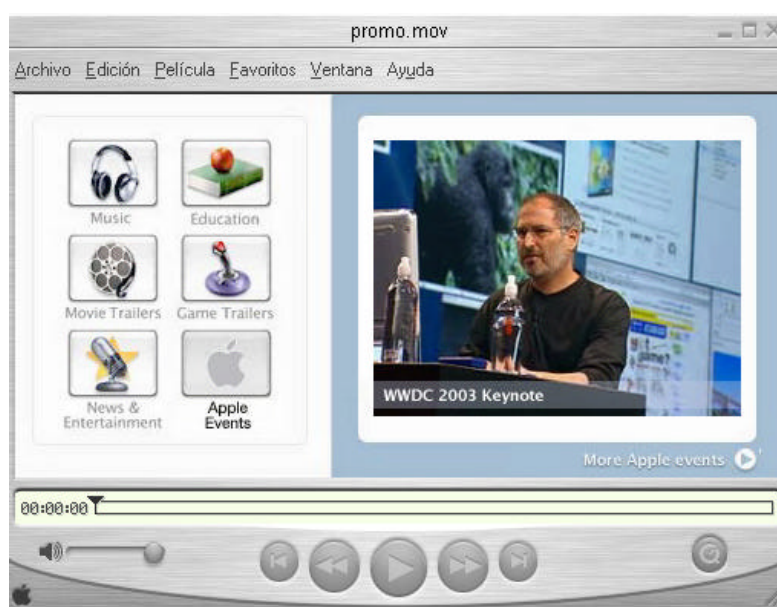 promo.mov
Archivo Edición Película Favoritos Ventana Ayuda
Music
Education
Movie Trailers
Game Trailers
News &
Entertainment
Apple
Events
WWDC 2003 Keynote
More Apple events
00:00:00